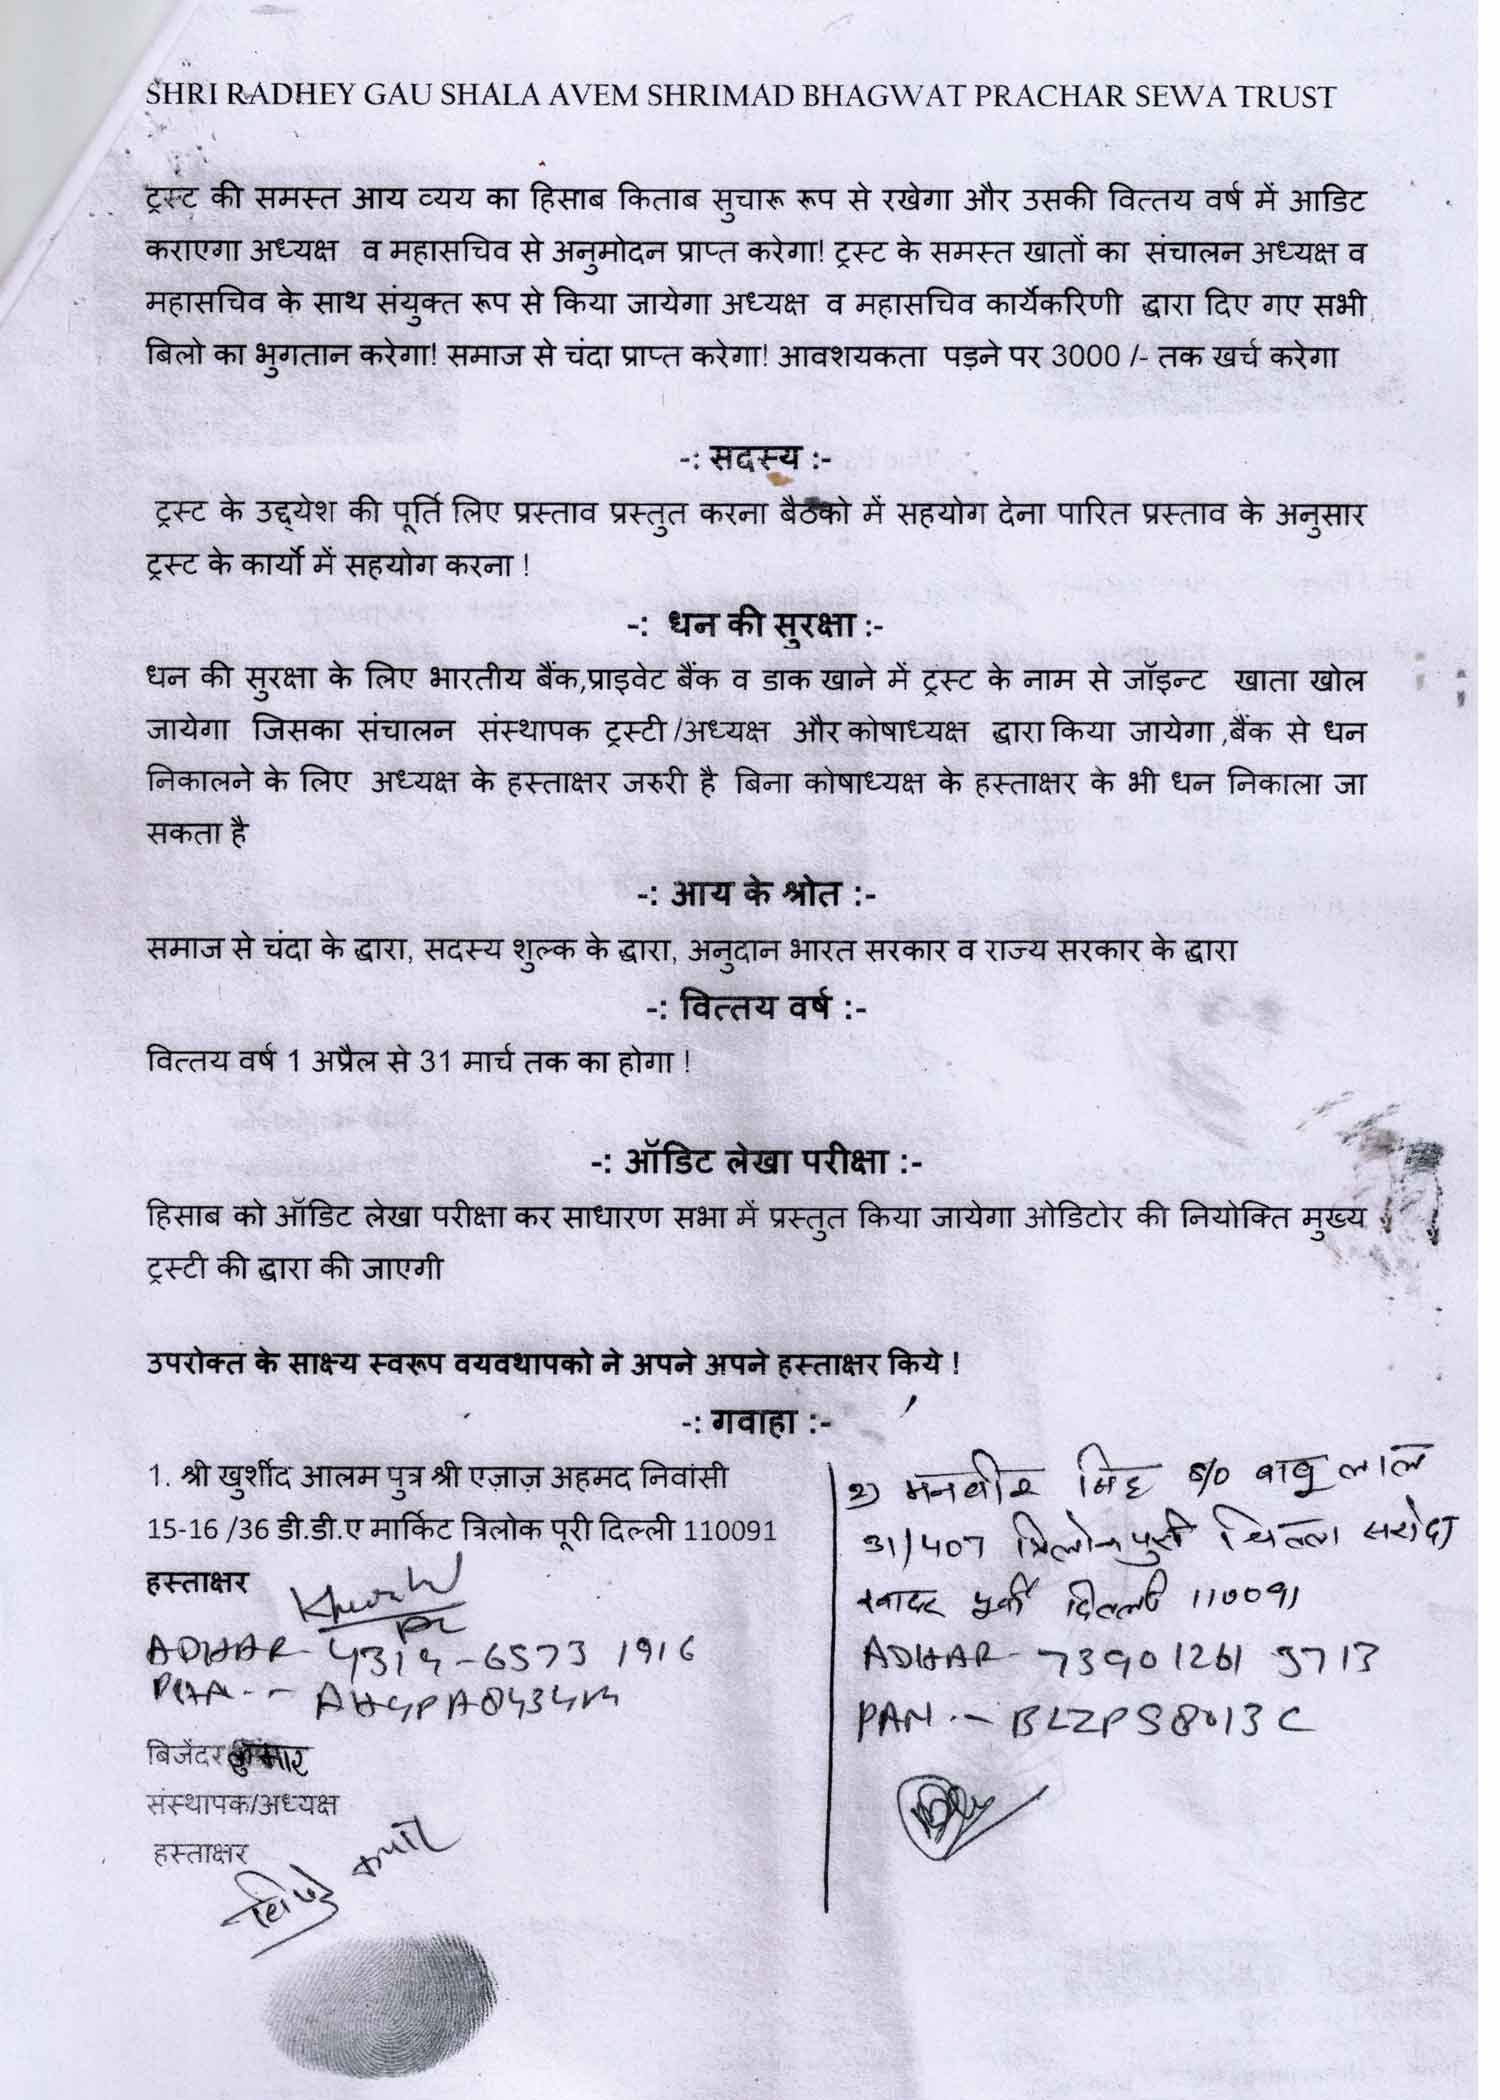 SHRI RADHEY GAU SHALA AVEM SHRIMAD BHAGWAT PRACHAR SEWA TRUST
ट्रस्ट की समस्त आय व्यय का हिसाब किताब सुचारू रूप से रखेगा और उसकी वित्तय वर्ष में आडिट
कराएगा अध्यक्ष व महासचिव से अनुमोदन प्राप्त करेगा! ट्रस्ट के समस्त खातों का संचालन अध्यक्ष व
महासचिव के साथ संयुक्त रूप से किया जायेगा अध्यक्ष व महासचिव कार्येकरिणी द्वारा दिए गए सभी
बिलो का भुगतान करेगा! समाज से चंदा प्राप्त करेगा! आवशयकता पड़ने पर 3000 /- तक खर्च करेगा
-: सदस्य :-
ट्रस्ट के उद्द्येश की पूर्ति लिए प्रस्ताव प्रस्तुत करना बैठको में सहयोग देना पारित प्रस्ताव के अनुसार
ट्रस्ट के कार्यो में सहयोग करना !
-: धन की सुरक्षा :-
धन की सुरक्षा के लिए भारतीय बैंक,प्राइवेट बैंक व डाक खाने में ट्रस्ट के नाम से जॉइन्ट खाता खोल
जायेगा जिसका संचालन संस्थापक ट्रस्टी /अध्यक्ष और कोषाध्यक्ष द्वारा किया जायेगा ,बैंक से धन
निकालने के लिए अध्यक्ष के हस्ताक्षर जरुरी है बिना कोषाध्यक्ष के हस्ताक्षर के भी धन निकाला जा
सकता है
-: आय के श्रोत :-
समाज से चंदा के द्वारा, सदस्य शुल्क के द्वारा, अनुदान भारत सरकार व राज्य सरकार के द्वारा
-: वित्तय वर्ष :-
वित्तय वर्ष 1 अप्रैल से 31 मार्च तक का होगा !
-: ऑडिट लेखा परीक्षा :-
हिसाब को ऑडिट लेखा परीक्षा कर साधारण सभा में प्रस्तुत किया जायेगा ओडिटोर की नियोक्ति मुख्य
ट्रस्टी की द्वारा की जाएगी
उपरोक्त के साक्ष्य स्वरूप वयवथापको ने अपने अपने हस्ताक्षर किये !
-: गवाहा :-
1. श्री खुर्शीद आलम पुत्र श्री एज़ाज़ अहमद निवासी
15-16 /36 डी.डी.ए मार्किट त्रिलोक पूरी दिल्ली 110091
हस्ताक्षर
ADHAR- 4314-6573 1916
PAN--
बिजेंदर कुमार
संस्थापक/अध्यक्ष
हस्ताक्षर
2) मनवीर सिंह S/O बाबू लाल
31/407 त्रिलोकपुरी चिल्ला सरोदा
खादर पूर्वी दिल्ली 110091
ADHAR- 73901261 3713
PAN.- BLZPS8013C